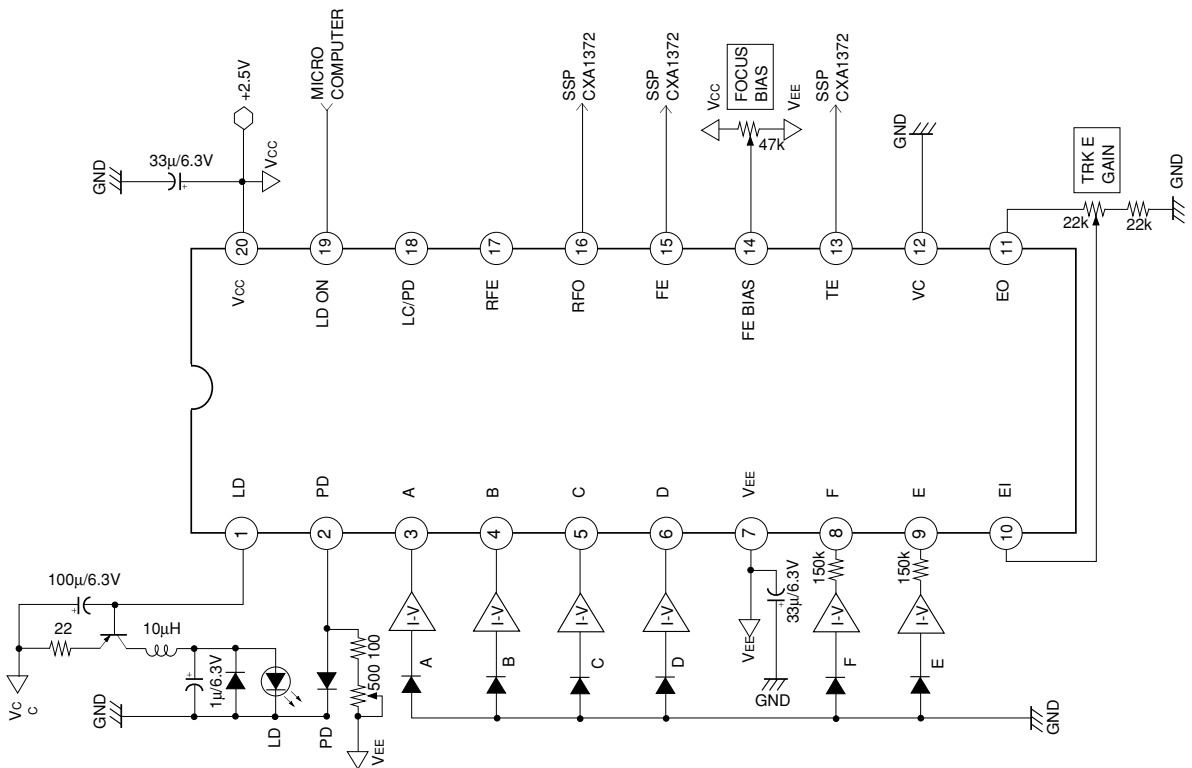 GND
33µ/6.3V
VCC
+2.5V
MICRO
COMPUTER
SSP
CXA1372
SSP
CXA1372
VCC
FOCUS
BIAS
VEE
47k
SSP
CXA1372
GND
TRK E
GAIN
22k
22k
GND
20
19
18
17
16
15
14
13
12
11
VCC
LD ON
LC/PD
RFE
RFO
FE
FE BIAS
TE
VC
EO
LD
PD
A
B
C
D
VEE
F
E
EI
1
2
3
4
5
6
7
8
9
10
100µ/6.3V
22
10µH
VC
C
GND
1µ/6.3V
LD
PD
500
100
VEE
I-V
I-V
I-V
I-V
A
B
C
D
VEE
33µ/6.3V
GND
150k
150k
I-V
I-V
F
E
GND